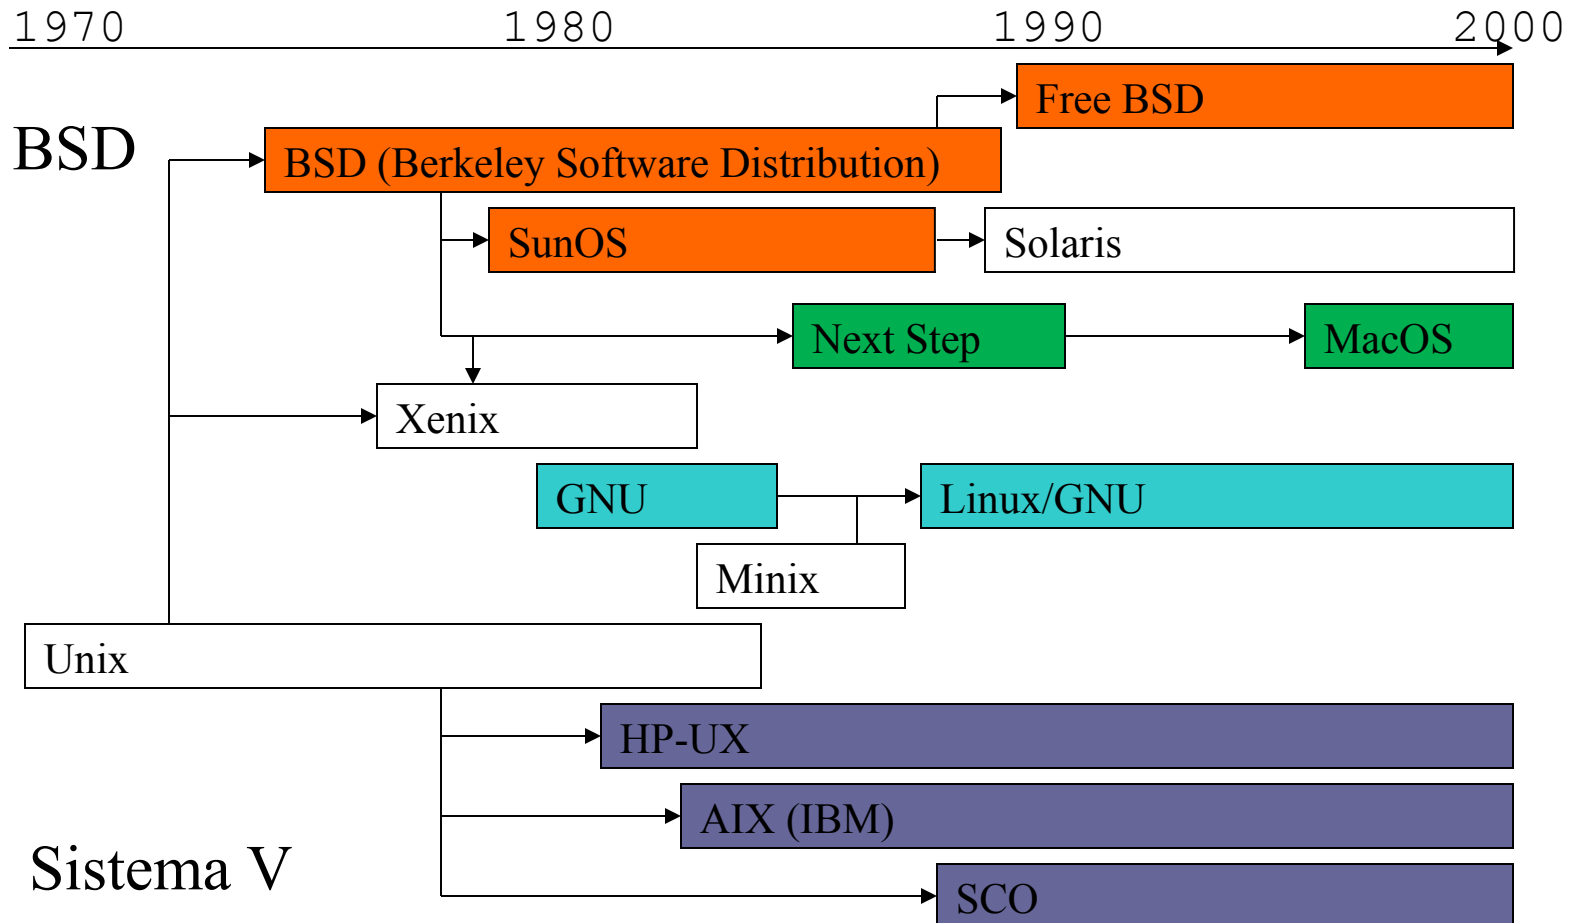 1970 1980 1990 2000
Free BSD
BSD
BSD (Berkeley Software Distribution)
SunOS
Solaris
Next Step
MacOS
Xenix
GNU
Linux/GNU
Minix
Unix
HP-UX
AIX (IBM)
Sistema V
SCO